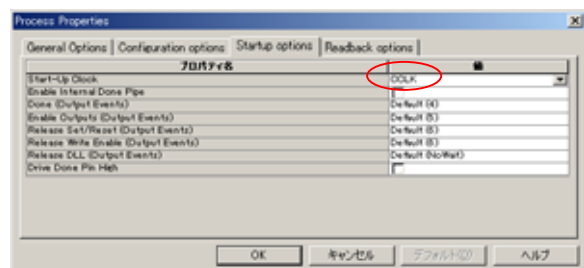 Process Properties
General Options Configuration options Startup options Readback options
プロパティ名 値
Start-Up Clock CCLK
Enable Internal Done Pipe
Done (Output Events) Default (4)
Enable Outputs (Output Events) Default (5)
Release Set/Reset (Output Events) Default (6)
Release Write Enable (Output Events) Default (6)
Release DLL (Output Events) Default (NoWait)
Drive Done Pin High
OK キャンセル デフォルト(D) ヘルプ